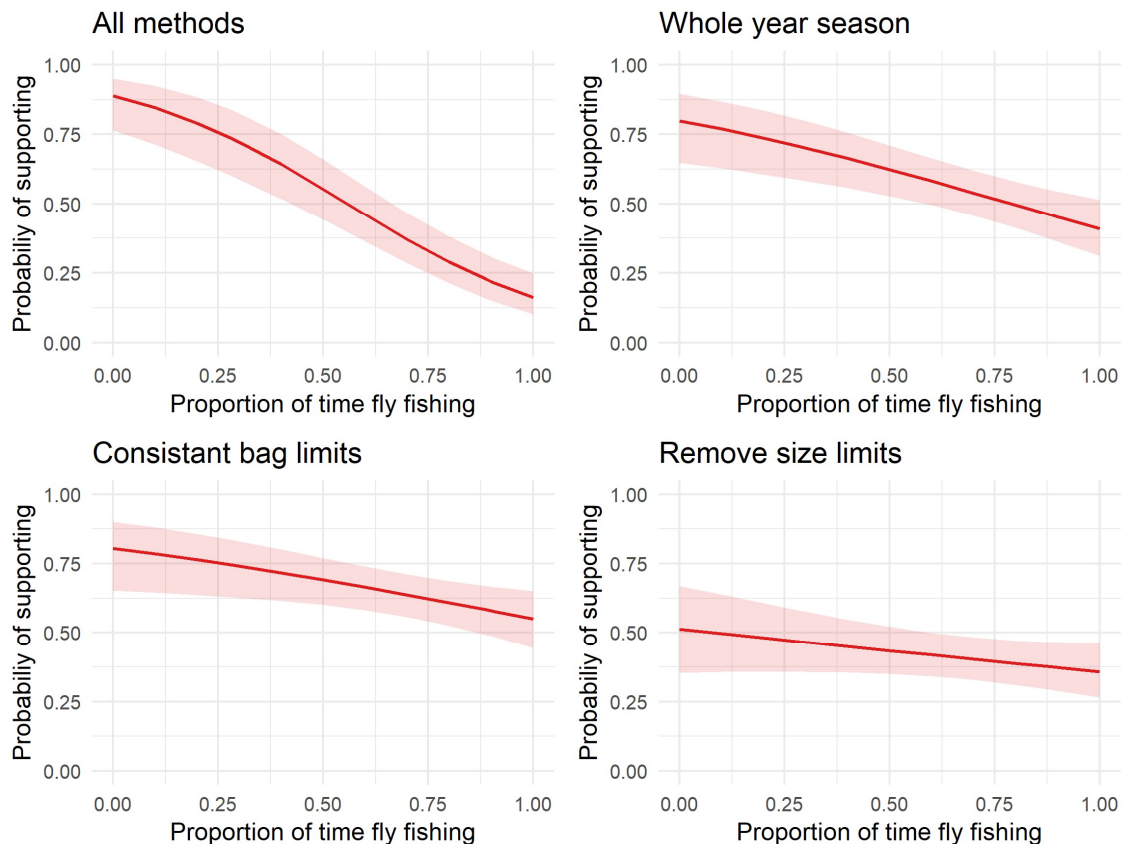 All methods
Probabiliy of supporting
1.00
0.75
0.50
0.25
0.00
0.00 0.25 0.50 0.75 1.00
Proportion of time fly fishing
Whole year season
Probabiliy of supporting
1.00
0.75
0.50
0.25
0.00
0.00 0.25 0.50 0.75 1.00
Proportion of time fly fishing
Consistant bag limits
Probabiliy of supporting
1.00
0.75
0.50
0.25
0.00
0.00 0.25 0.50 0.75 1.00
Proportion of time fly fishing
Remove size limits
Probabiliy of supporting
1.00
0.75
0.50
0.25
0.00
0.00 0.25 0.50 0.75 1.00
Proportion of time fly fishing